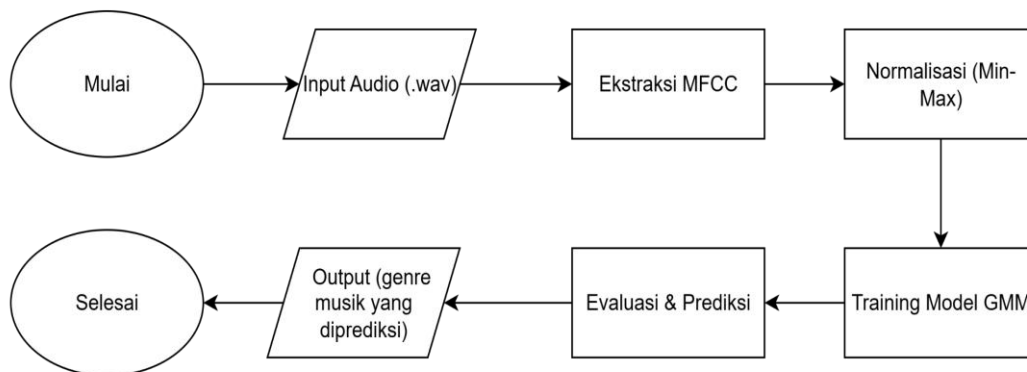 Mulai
Input Audio (.wav)
Ekstraksi MFCC
Normalisasi (Min-
Max)
Training Model GMM
Evaluasi & Prediksi
Output (genre
musik yang
diprediksi)
Selesai